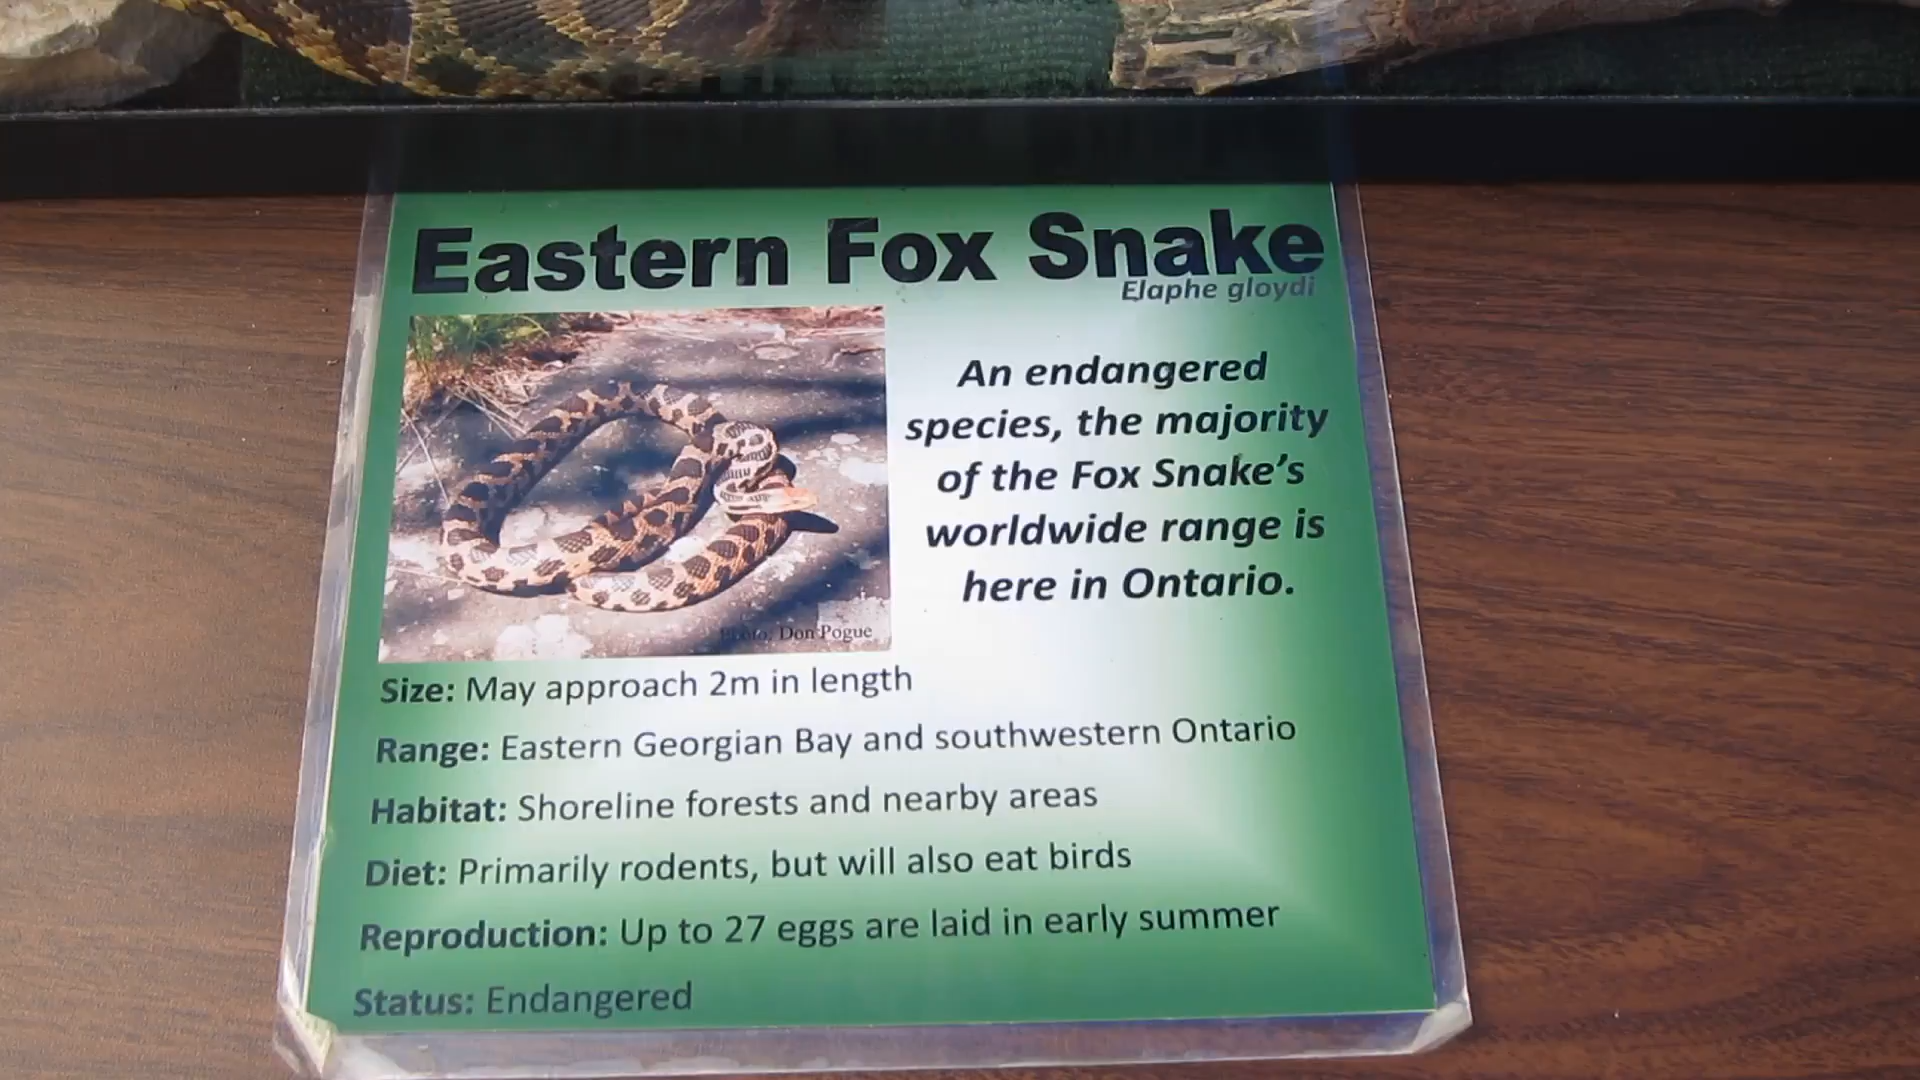 Eastern Fox Snake
Elaphe gloydi
An endangered
species, the majority
of the Fox Snake's
worldwide range is
here in Ontario.
Photo: Don Pogue
Size: May approach 2m in length
Range: Eastern Georgian Bay and southwestern Ontario
Habitat: Shoreline forests and nearby areas
Diet: Primarily rodents, but will also eat birds
Reproduction: Up to 27 eggs are laid in early summer
Status: Endangered